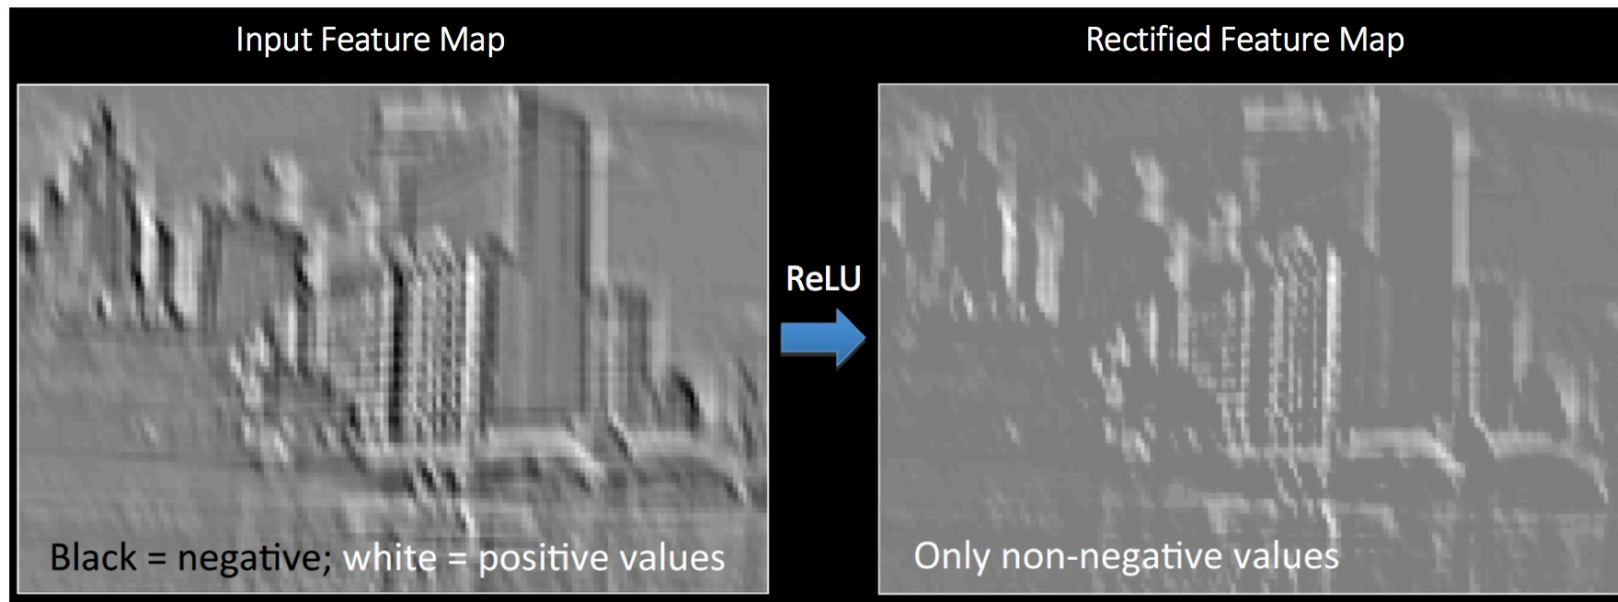 Input Feature Map
Rectified Feature Map
ReLU
Black = negative; white = positive values
Only non-negative values